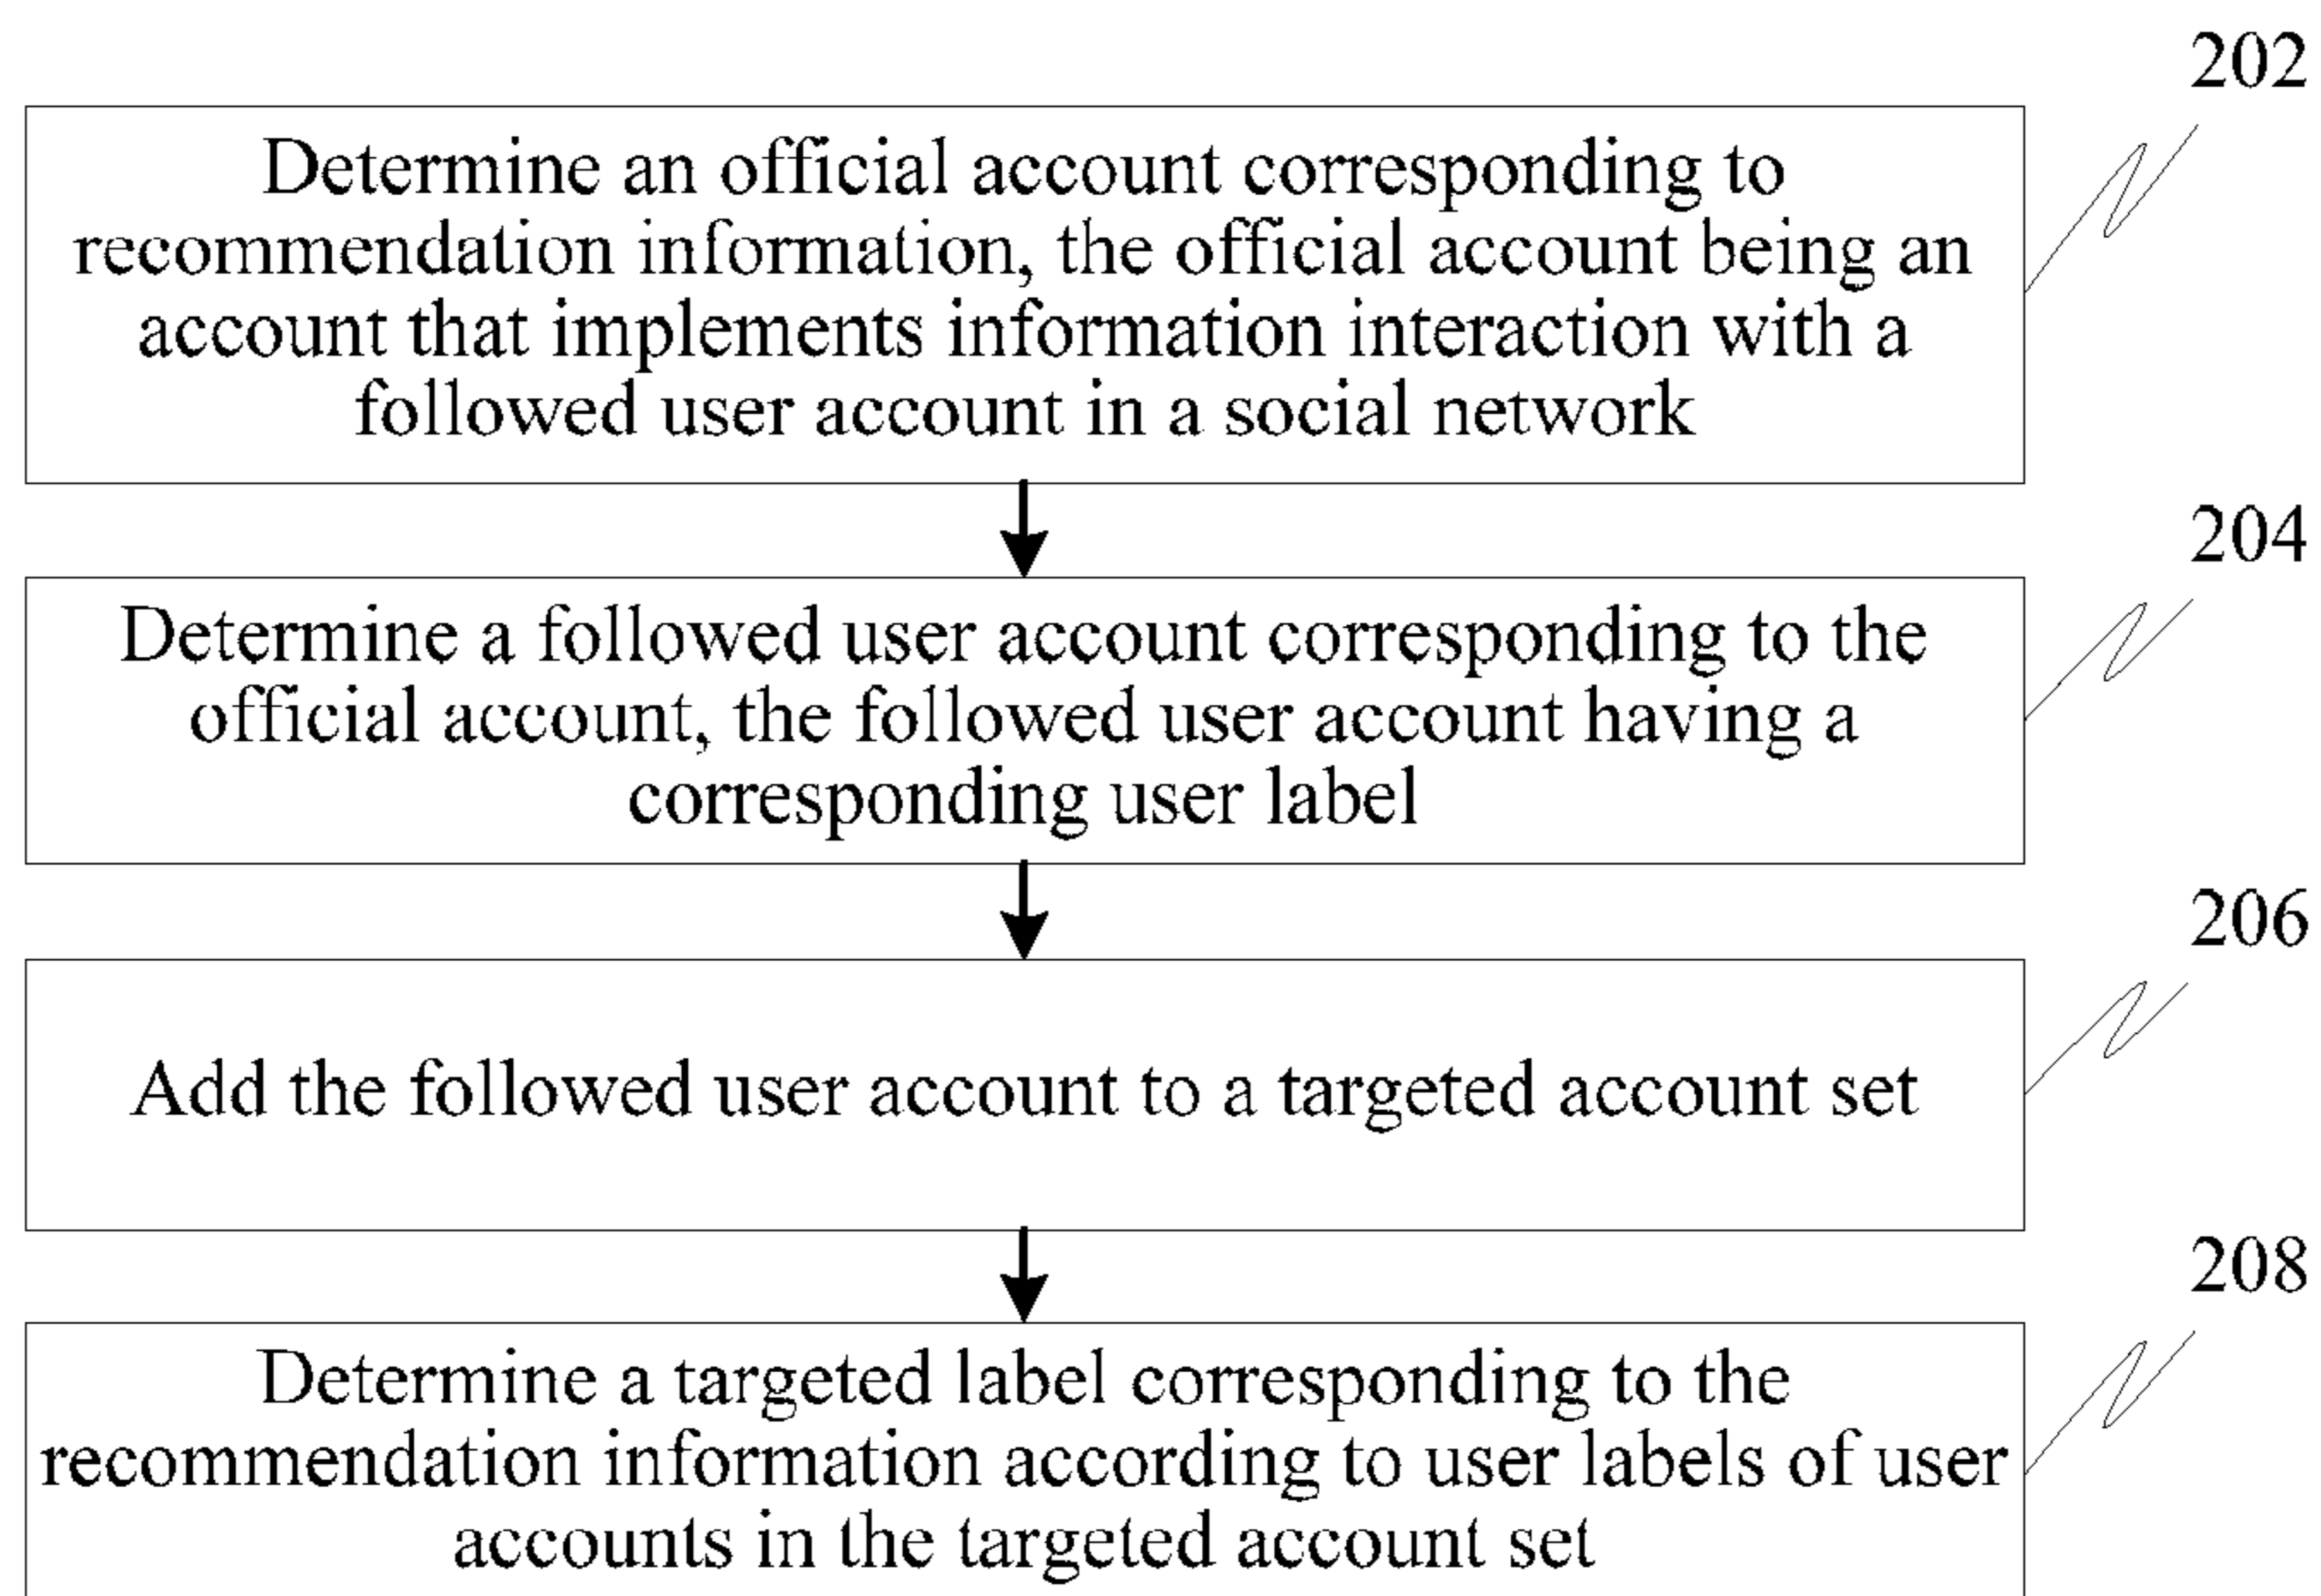 202
Determine an official account corresponding to
recommendation information, the official account being an
account that implements information interaction with a
followed user account in a social network
204
Determine a followed user account corresponding to the
official account, the followed user account having a
corresponding user label
206
Add the followed user account to a targeted account set
208
Determine a targeted label corresponding to the
recommendation information according to user labels of user
accounts in the targeted account set